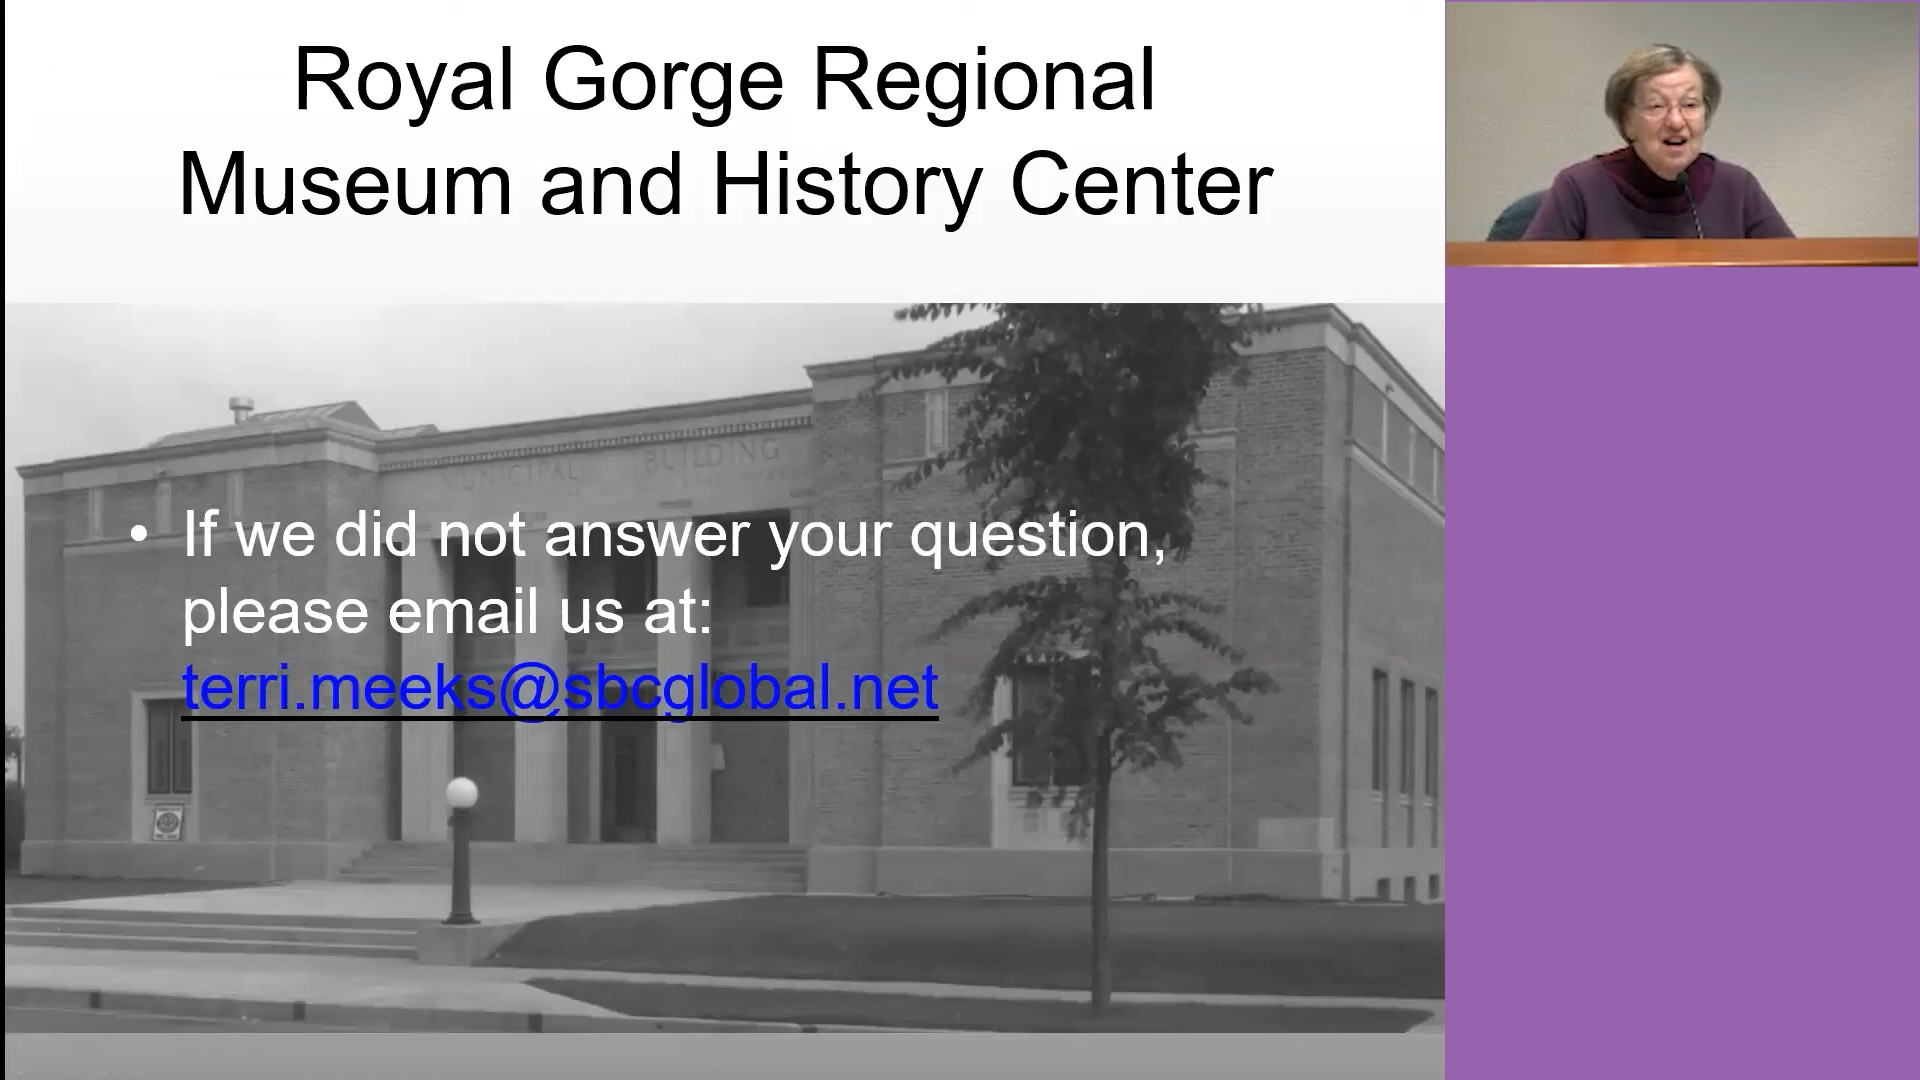 Royal Gorge Regional
Museum and History Center
MUNICIPAL BUILDING
• If we did not answer your question,
please email us at:
terri.meeks@sbcglobal.net